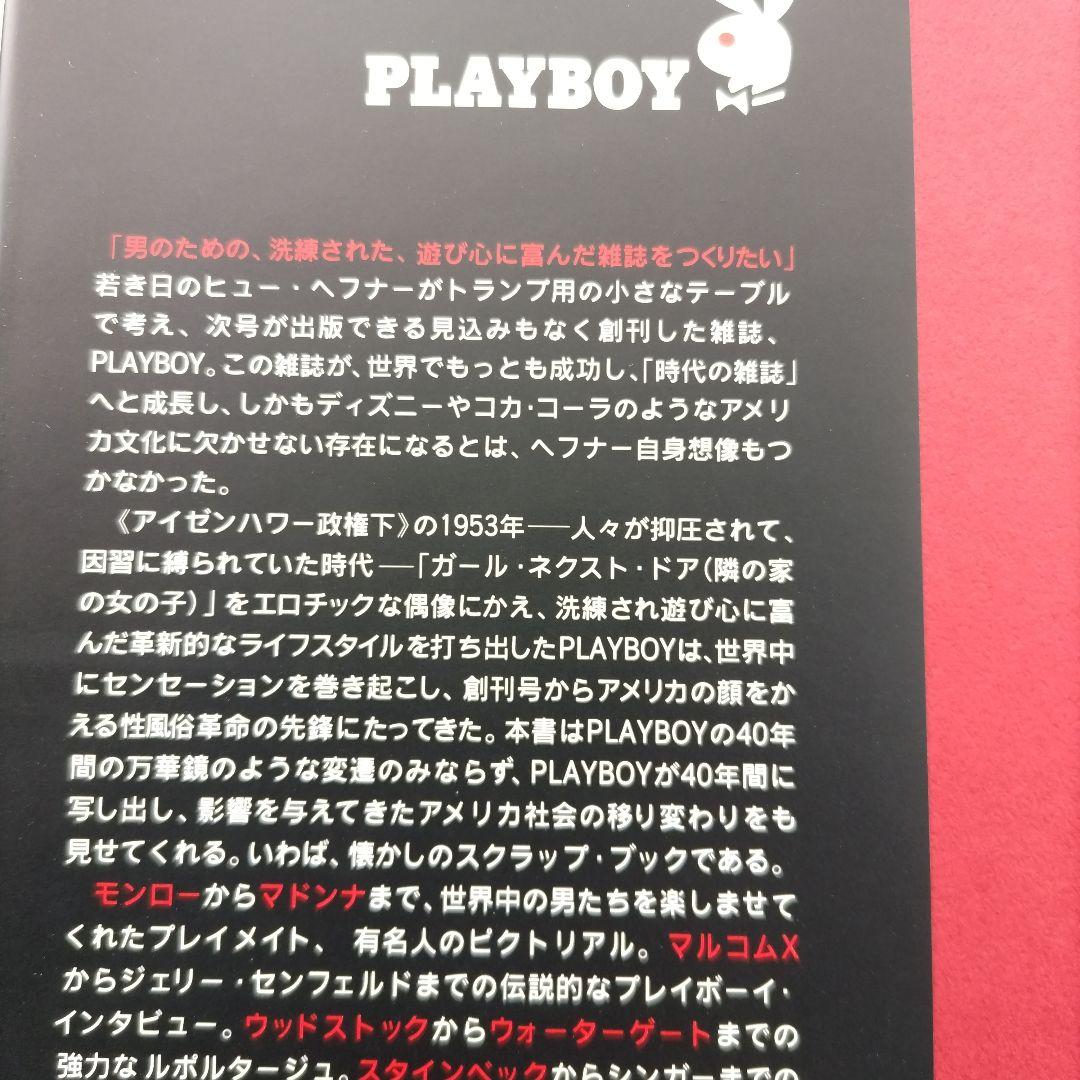 PLAYBOY
「男のための、洗練された、遊び心に富んだ雑誌をつくりたい」
若き日のヒュー・ヘフナーがトランプ用の小さなテーブル
で考え、次号が出版できる見込みもなく創刊した雑誌、
PLAYBOY。この雑誌が、世界でもっとも成功し、「時代の雑誌」
へと成長し、しかもディズニーやコカ・コーラのようなアメリ
カ文化に欠かせない存在になるとは、ヘフナー自身想像もつ
かなかった。
《アイゼンハワー政権下》の1953年──人々が抑圧されて、
因習に縛られていた時代──「ガール・ネクスト・ドア(隣の家
の女の子)」をエロチックな偶像にかえ、洗練され遊び心に富
んだ革新的なライフスタイルを打ち出したPLAYBOYは、世界中
にセンセーションを巻き起こし、創刊号からアメリカの顔をか
える性風俗革命の先鋒にたってきた。本書はPLAYBOYの40年
間の万華鏡のような変遷のみならず、PLAYBOYが40年間に
写し出し、影響を与えてきたアメリカ社会の移り変わりをも
見せてくれる。いわば、懐かしのスクラップ・ブックである。
モンローからマドンナまで、世界中の男たちを楽しませて
くれたプレイメイト、有名人のピクトリアル。マルコムX
からジェリー・センフェルドまでの伝説的なプレイボーイ・
インタビュー。ウッドストックからウォーターゲートまでの
強力なルポルタージュ。スタインベックからシンガーまでの